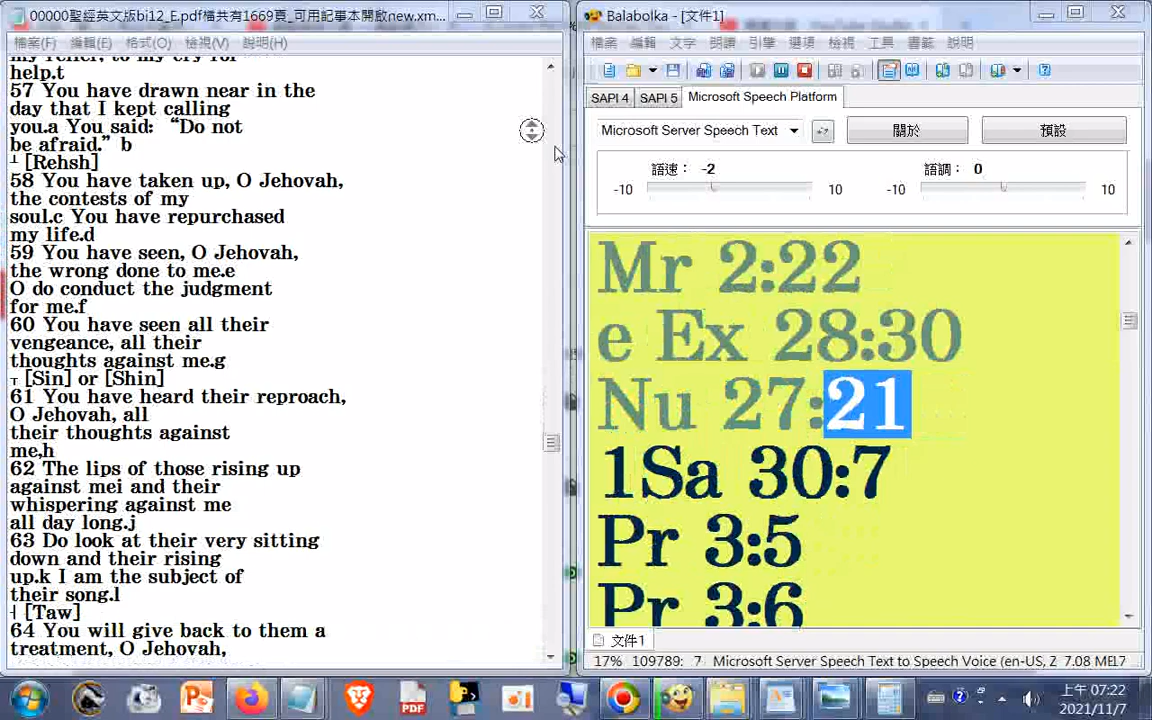 00000聖經英文版bi12_E.pdf檔共有1669頁_可用記事本開啟new.xm...
檔案(F) 編輯(E) 格式(O) 檢視(V) 說明(H)
my relief, to my cry for
help.t
57 You have drawn near in the
day that I kept calling
you.a You said: “Do not
be afraid.” b
[Rehsh]
58 You have taken up, O Jehovah,
the contests of my
soul.c You have repurchased
my life.d
59 You have seen, O Jehovah,
the wrong done to me.e
O do conduct the judgment
for me.f
60 You have seen all their
vengeance, all their
thoughts against me.g
[Sin] or [Shin]
61 You have heard their reproach,
O Jehovah, all
their thoughts against
me,h
62 The lips of those rising up
against mei and their
whispering against me
all day long.j
63 Do look at their very sitting
down and their rising
up.k I am the subject of
their song.l
[Taw]
64 You will give back to them a
treatment, O Jehovah,
Balabolka - [文件1]
檔案 編輯 文字 朗讀 引擎 選項 檢視 工具 書籤 說明
SAPI 4 SAPI 5 Microsoft Speech Platform
Microsoft Server Speech Text 關於 預設
語速： -2 語調： 0
-10 10 -10 10
Mr 2:22
e Ex 28:30
Nu 27:21
1Sa 30:7
Pr 3:5
Pr 3:6
文件1
17% 109789: 7 Microsoft Server Speech Text to Speech Voice (en-US, 2 7.08 ME17
PDF
上午 07:22
2021/11/7